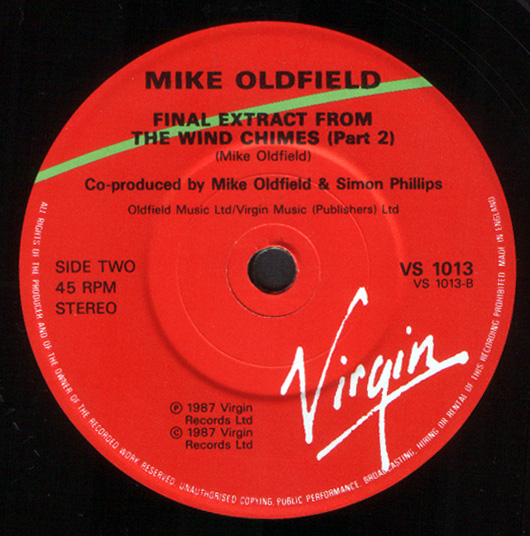 MIKE OLDFIELD
FINAL EXTRACT FROM
THE WIND CHIMES (Part 2)
(Mike Oldfield)
Co-produced by Mike Oldfield & Simon Phillips
Oldfield Music Ltd/Virgin Music (Publishers) Ltd
SIDE TWO
45 RPM
STEREO
VS 1013
VS 1013-B
Virgin
℗ 1987 Virgin
Records Ltd
© 1987 Virgin
Records Ltd
ALL RIGHTS OF THE PRODUCER AND OF THE OWNER OF THE RECORDED WORK RESERVED. UNAUTHORISED COPYING, PUBLIC PERFORMANCE, BROADCASTING, HIRING OR RENTAL OF THIS RECORDING PROHIBITED MADE IN ENGLAND